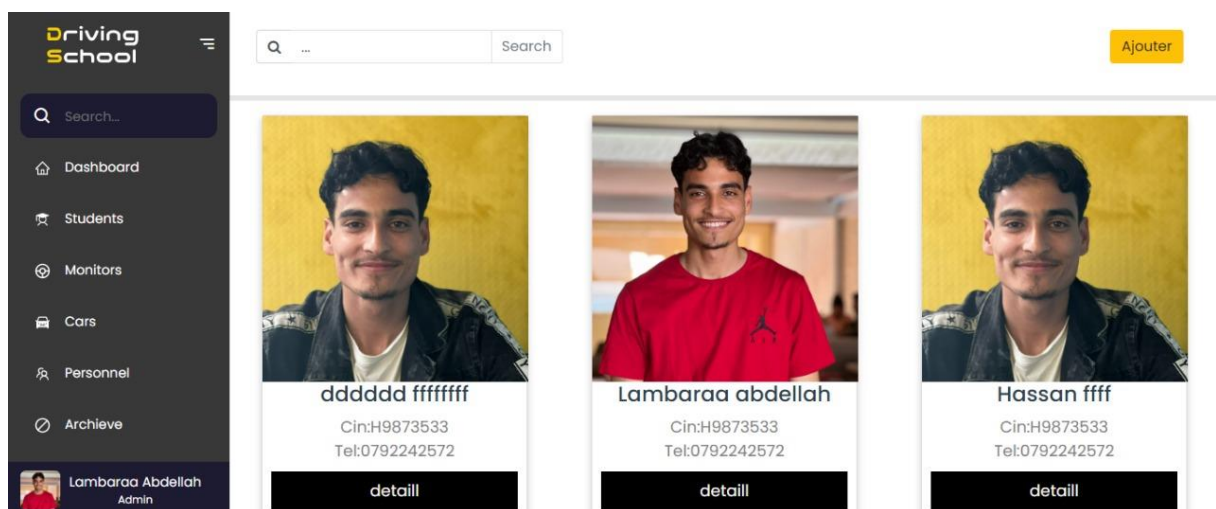 Driving
School
Search...
Dashboard
Students
Monitors
Cars
Personnel
Archieve
Lambaraa Abdellah
Admin
... Search
Ajouter
dddddd ffffffff
Cin:H9873533
Tel:0792242572
detaill
Lambaraa abdellah
Cin:H9873533
Tel:0792242572
detaill
Hassan ffff
Cin:H9873533
Tel:0792242572
detaill